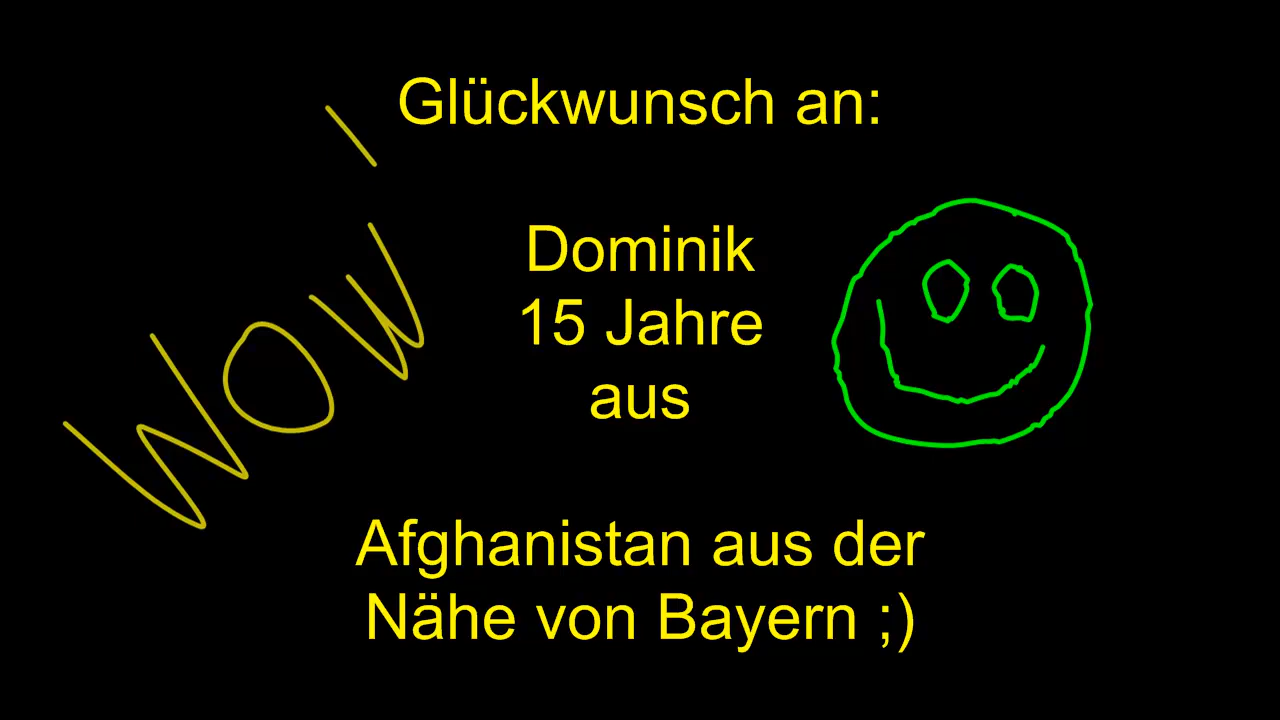 Glückwunsch an:
WOW !
Dominik
15 Jahre
aus
Afghanistan aus der
Nähe von Bayern ;)